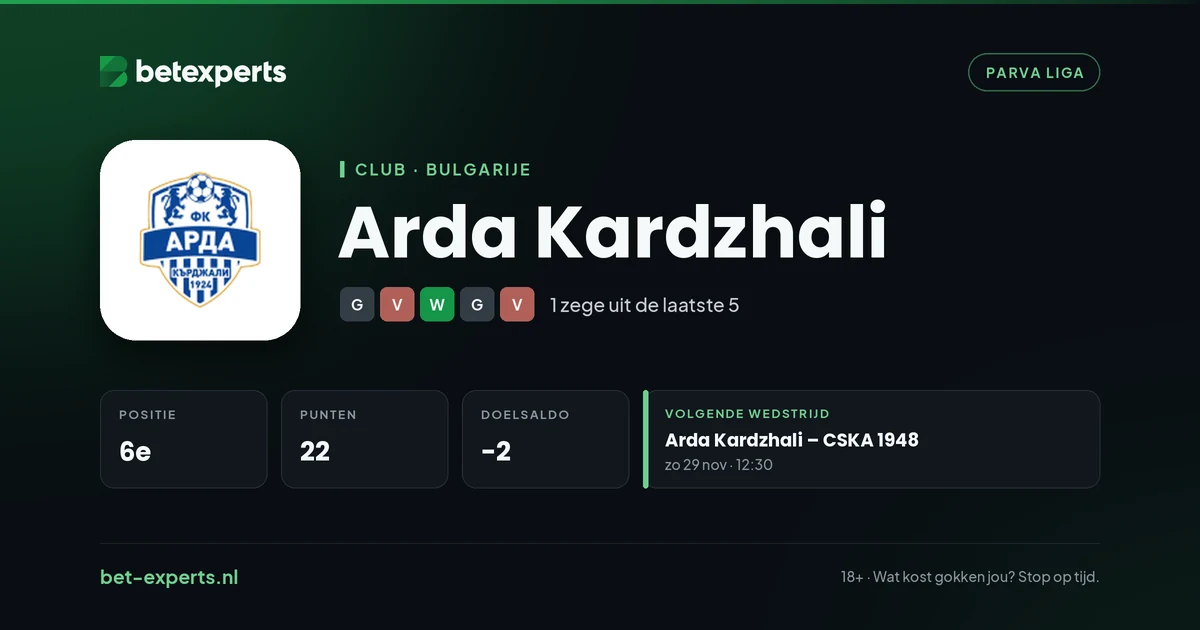 betexperts
PARVA LIGA
ФК
АРДА
КЪРДЖАЛИ
1924
CLUB · BULGARIJE
Arda Kardzhali
G V W G V 1 zege uit de laatste 5
POSITIE
6e
PUNTEN
22
DOELSALDO
-2
VOLGENDE WEDSTRIJD
Arda Kardzhali – CSKA 1948
zo 29 nov · 12:30
bet-experts.nl
18+ · Wat kost gokken jou? Stop op tijd.